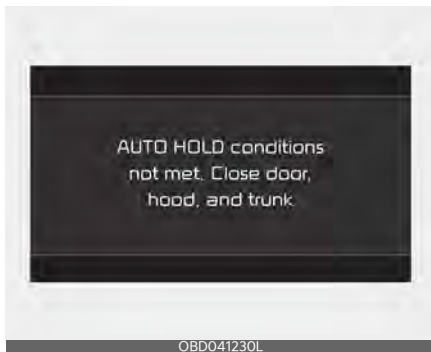 AUTO HOLD conditions
not met. Close door,
hood, and trunk
OBD041230L